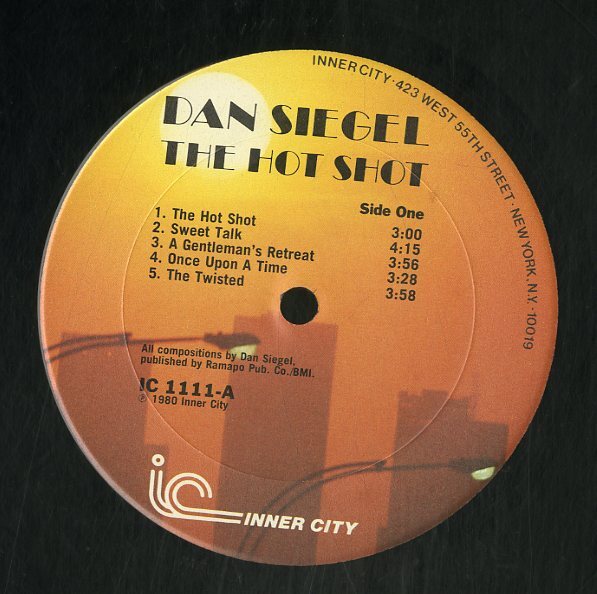 INNER CITY · 423 WEST 55TH STREET · NEW YORK, N.Y. · 10019
DAN SIEGEL
THE HOT SHOT
Side One
1. The Hot Shot 3:00
2. Sweet Talk 4:15
3. A Gentleman's Retreat 3:56
4. Once Upon A Time 3:28
5. The Twisted 3:58
All compositions by Dan Siegel,
published by Ramapo Pub. Co./BMI.
IC 1111-A
℗ 1980 Inner City
ic
INNER CITY